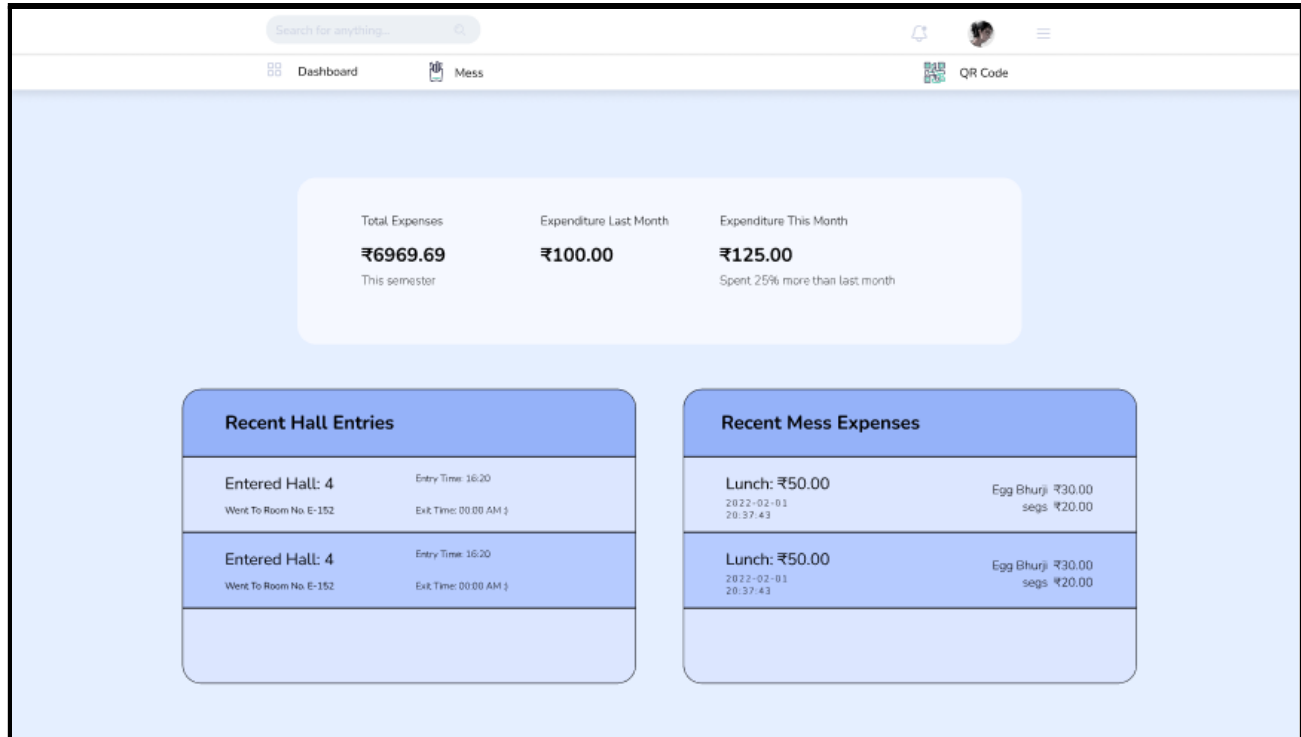 Search for anything...
Dashboard
Mess
QR Code
Total Expenses
₹6969.69
This semester
Expenditure Last Month
₹100.00
Expenditure This Month
₹125.00
Spent 25% more than last month
Recent Hall Entries
Entered Hall: 4
Entry Time: 16:20
Went To Room No. E-152
Exit Time: 00:00 AM :)
Entered Hall: 4
Entry Time: 16:20
Went To Room No. E-152
Exit Time: 00:00 AM :)
Recent Mess Expenses
Lunch: ₹50.00
2022-02-01
20:37:43
Egg Bhurji ₹30.00
segs ₹20.00
Lunch: ₹50.00
2022-02-01
20:37:43
Egg Bhurji ₹30.00
segs ₹20.00